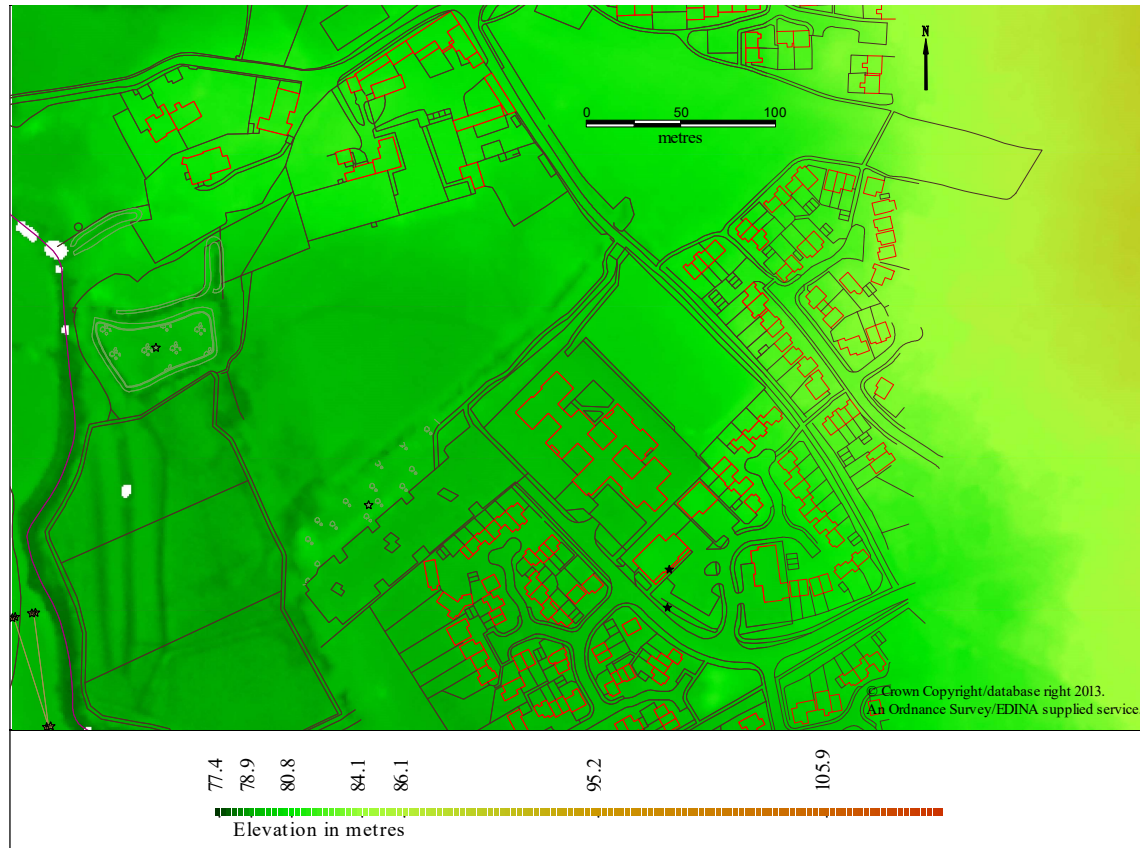 N
0 50 100
metres
© Crown Copyright/database right 2013.
An Ordnance Survey/EDINA supplied service.
77.4 78.9 80.8 84.1 86.1 95.2 105.9
Elevation in metres